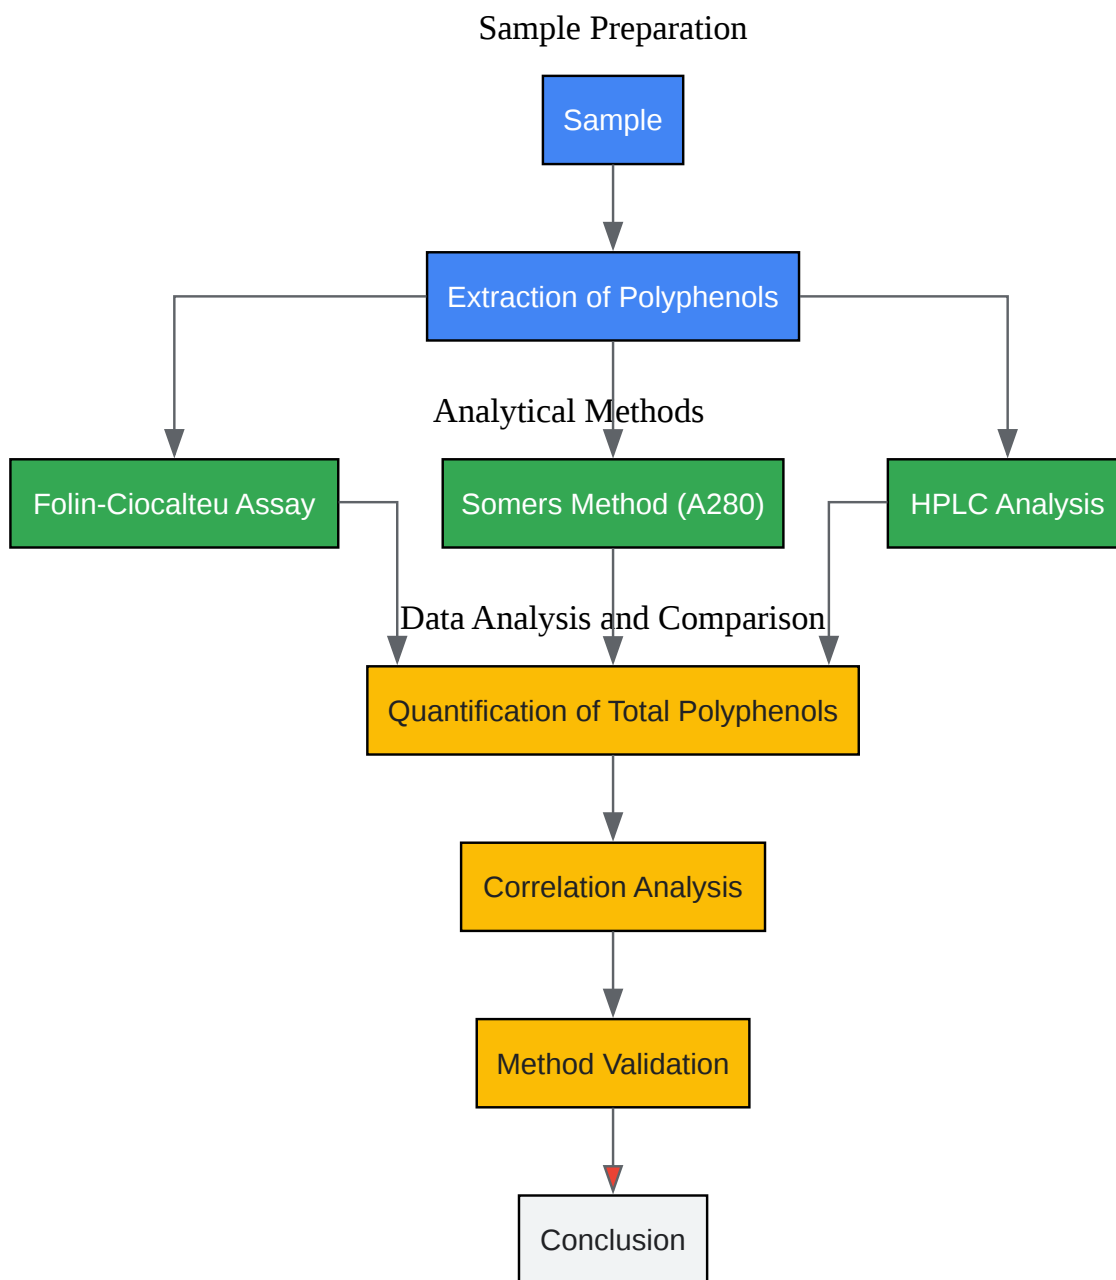 Sample Preparation
Sample
Extraction of Polyphenols
Analytical Methods
Folin-Ciocalteu Assay
Somers Method (A280)
HPLC Analysis
Data Analysis and Comparison
Quantification of Total Polyphenols
Correlation Analysis
Method Validation
Conclusion